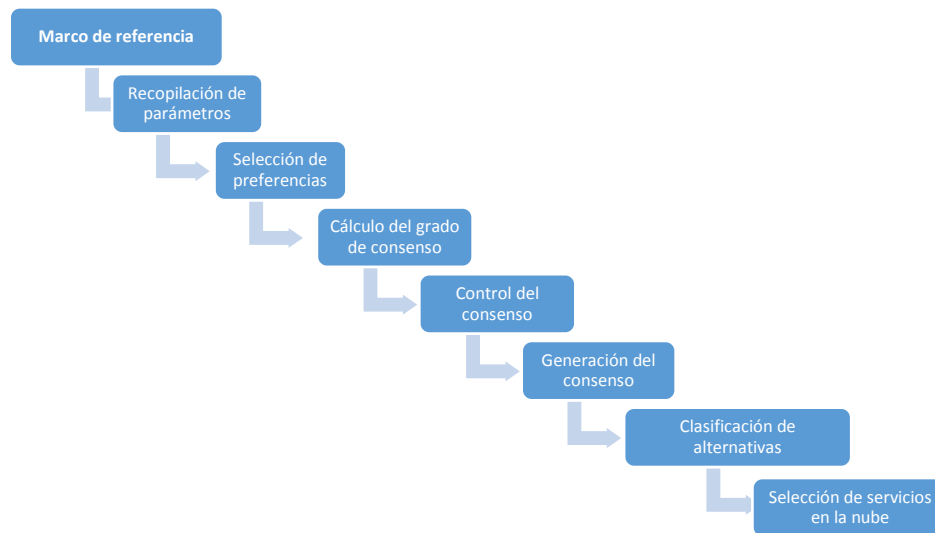 Marco de referencia
Recopilación de
parámetros
Selección de
preferencias
Cálculo del grado
de consenso
Control del
consenso
Generación del
consenso
Clasificación de
alternativas
Selección de servicios
en la nube